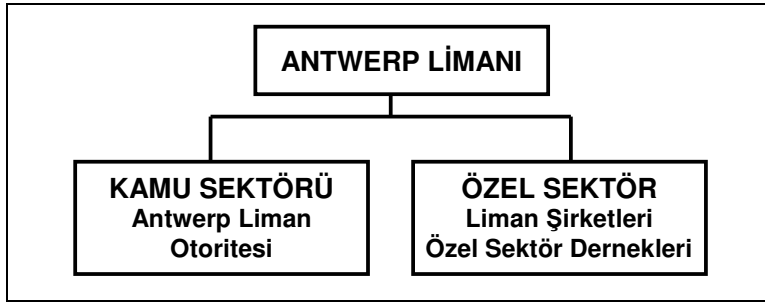 ANTWERP LİMANI
KAMU SEKTÖRÜ
Antwerp Liman
Otoritesi
ÖZEL SEKTÖR
Liman Şirketleri
Özel Sektör Dernekleri